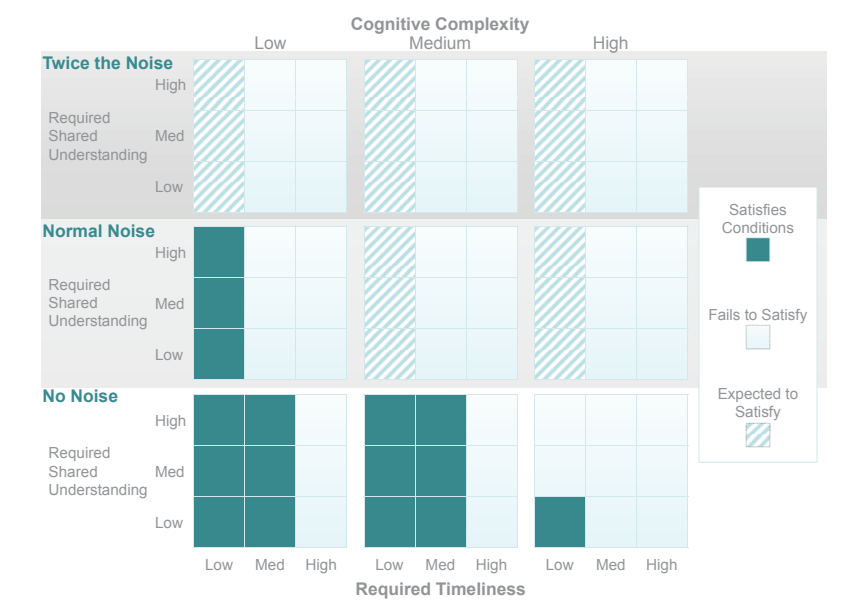 Cognitive Complexity
Low Medium High
Twice the Noise
High
Required
Shared Med
Understanding
Low
Normal Noise
High
Required
Shared Med
Understanding
Low
No Noise
High
Required
Shared Med
Understanding
Low
Low Med High Low Med High Low Med High
Required Timeliness
Satisfies
Conditions
Fails to Satisfy
Expected to
Satisfy